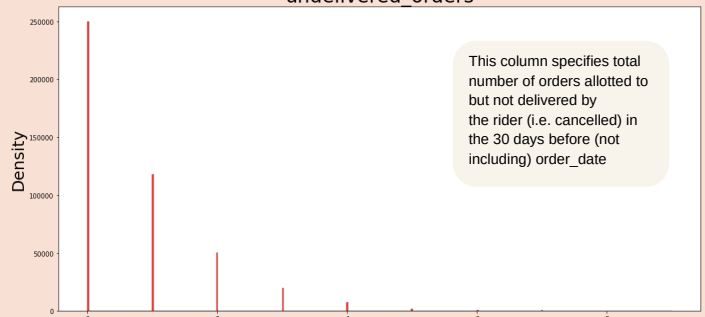 undelivered_orders
250000
200000
150000
100000
50000
0
Density
This column specifies total
number of orders allotted to
but not delivered by
the rider (i.e. cancelled) in
the 30 days before (not
including) order_date